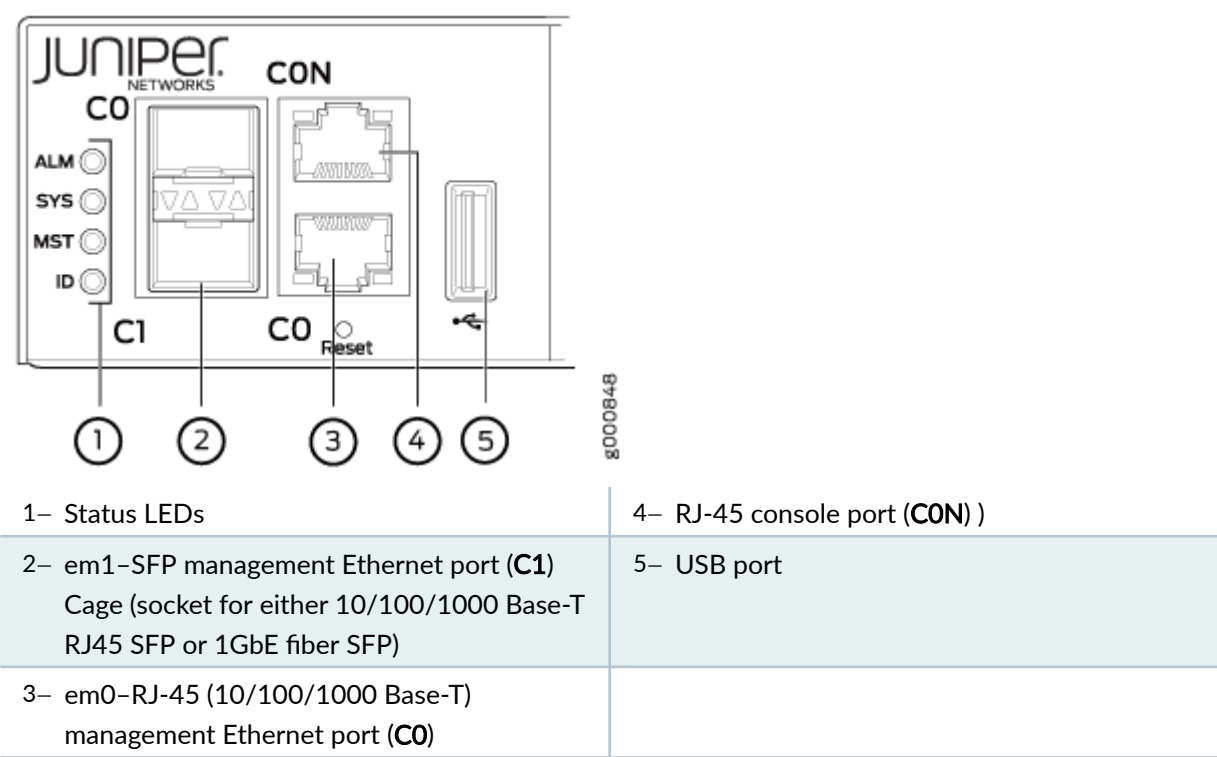 JUNIPER
NETWORKS
CON
C0
ALM
SYS
MST
ID
C1
C0
Reset
1
2
3
4
5
g000848
1– Status LEDs
4– RJ-45 console port (CON) )
2– em1–SFP management Ethernet port (C1)
Cage (socket for either 10/100/1000 Base-T
RJ45 SFP or 1GbE fiber SFP)
5– USB port
3– em0–RJ-45 (10/100/1000 Base-T)
management Ethernet port (C0)